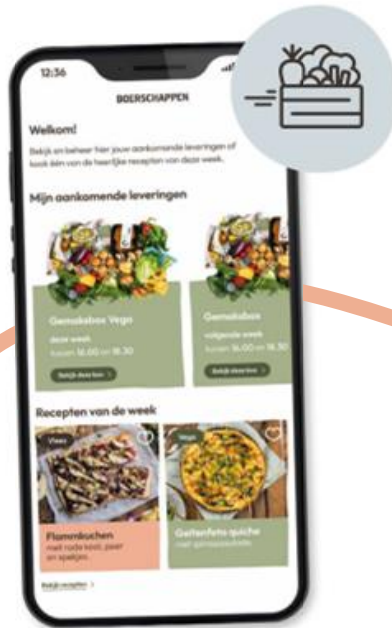 12:36
BOERSCHAPPEN
Welkom!
Bekijk en beheer hier jouw aankomende leveringen of
kook één van de heerlijke recepten van deze week.
Mijn aankomende leveringen
Gemaksbox Vega
deze week
tussen 16.00 en 18.30
Bekijk deze box >
Gemaksbox
volgende week
tussen 16.00 en 18.30
Bekijk deze box >
Recepten van de week
Vlees
Vega
Flammkuchen
met rode kool, peer
en spekjes
Geitenfeta quiche
Bekijk recepten >